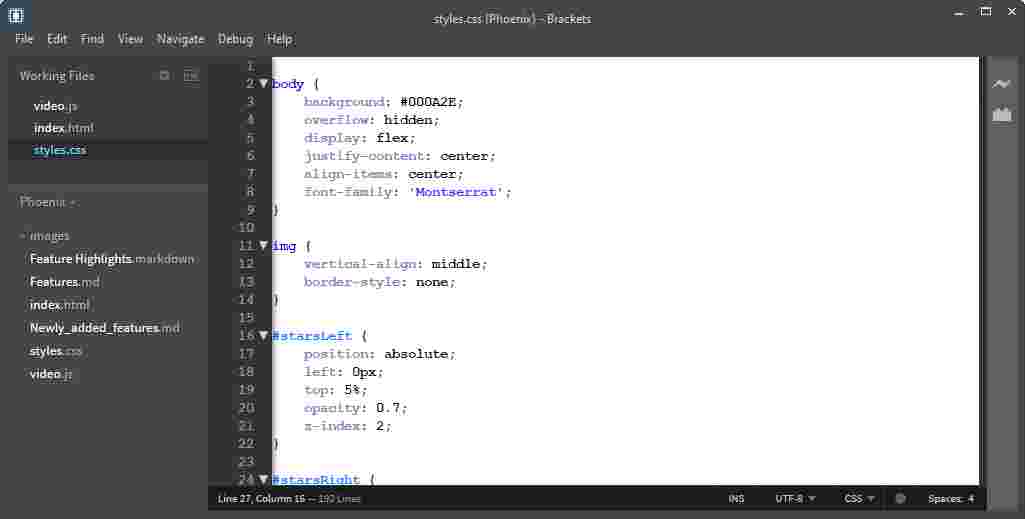 styles.css (Phoenix) - Brackets
File Edit Find View Navigate Debug Help
Working Files
video.js
index.html
styles.css
Phoenix
images
Feature Highlights.markdown
Features.md
index.html
Newly_added_features.md
styles.css
video.js
1
2 body {
3     background: #000A2E;
4     overflow: hidden;
5     display: flex;
6     justify-content: center;
7     align-items: center;
8     font-family: 'Montserrat';
9 }
10
11 img {
12     vertical-align: middle;
13     border-style: none;
14 }
15
16 #starsLeft {
17     position: absolute;
18     left: 0px;
19     top: 5%;
20     opacity: 0.7;
21     z-index: 2;
22 }
23
24 #starsRight {
Line 27, Column 16 — 192 Lines INS UTF-8 CSS Spaces: 4